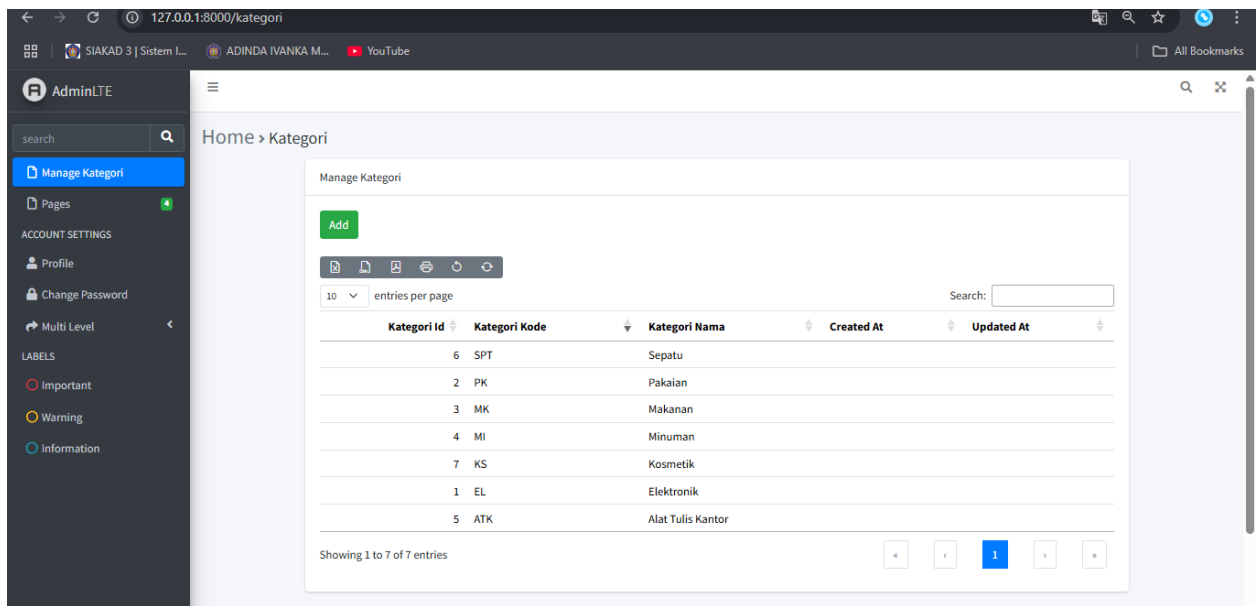 127.0.0.1:8000/kategori
SIAKAD 3 | Sistem I... ADINDA IVANKA M... YouTube All Bookmarks
AdminLTE
search
Manage Kategori
Pages 4
ACCOUNT SETTINGS
Profile
Change Password
Multi Level
LABELS
Important
Warning
Information
Home › Kategori
Manage Kategori
Add
10 entries per page Search:
Kategori Id Kategori Kode Kategori Nama Created At Updated At
6 SPT Sepatu
2 PK Pakaian
3 MK Makanan
4 MI Minuman
7 KS Kosmetik
1 EL Elektronik
5 ATK Alat Tulis Kantor
Showing 1 to 7 of 7 entries « ‹ 1 › »